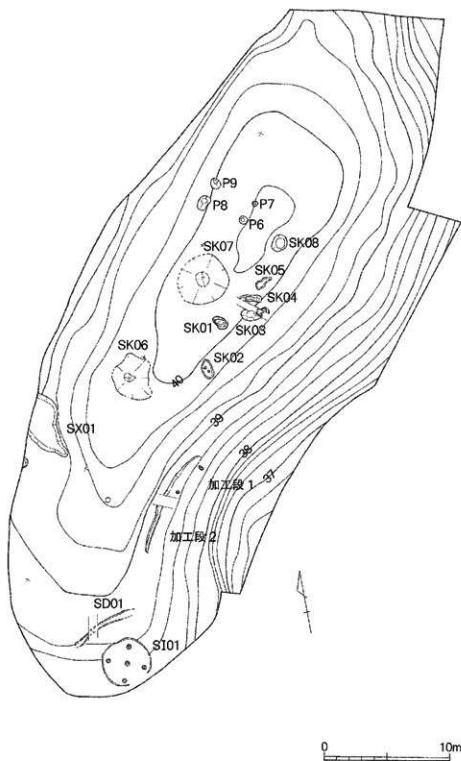 P9
P7
P8
P6
SK07
SK08
SK05
SK04
SK01
SK03
SK06
SK02
40
39
SX01
38
37
加工段 1
加工段 2
SD01
SI01
0
10m